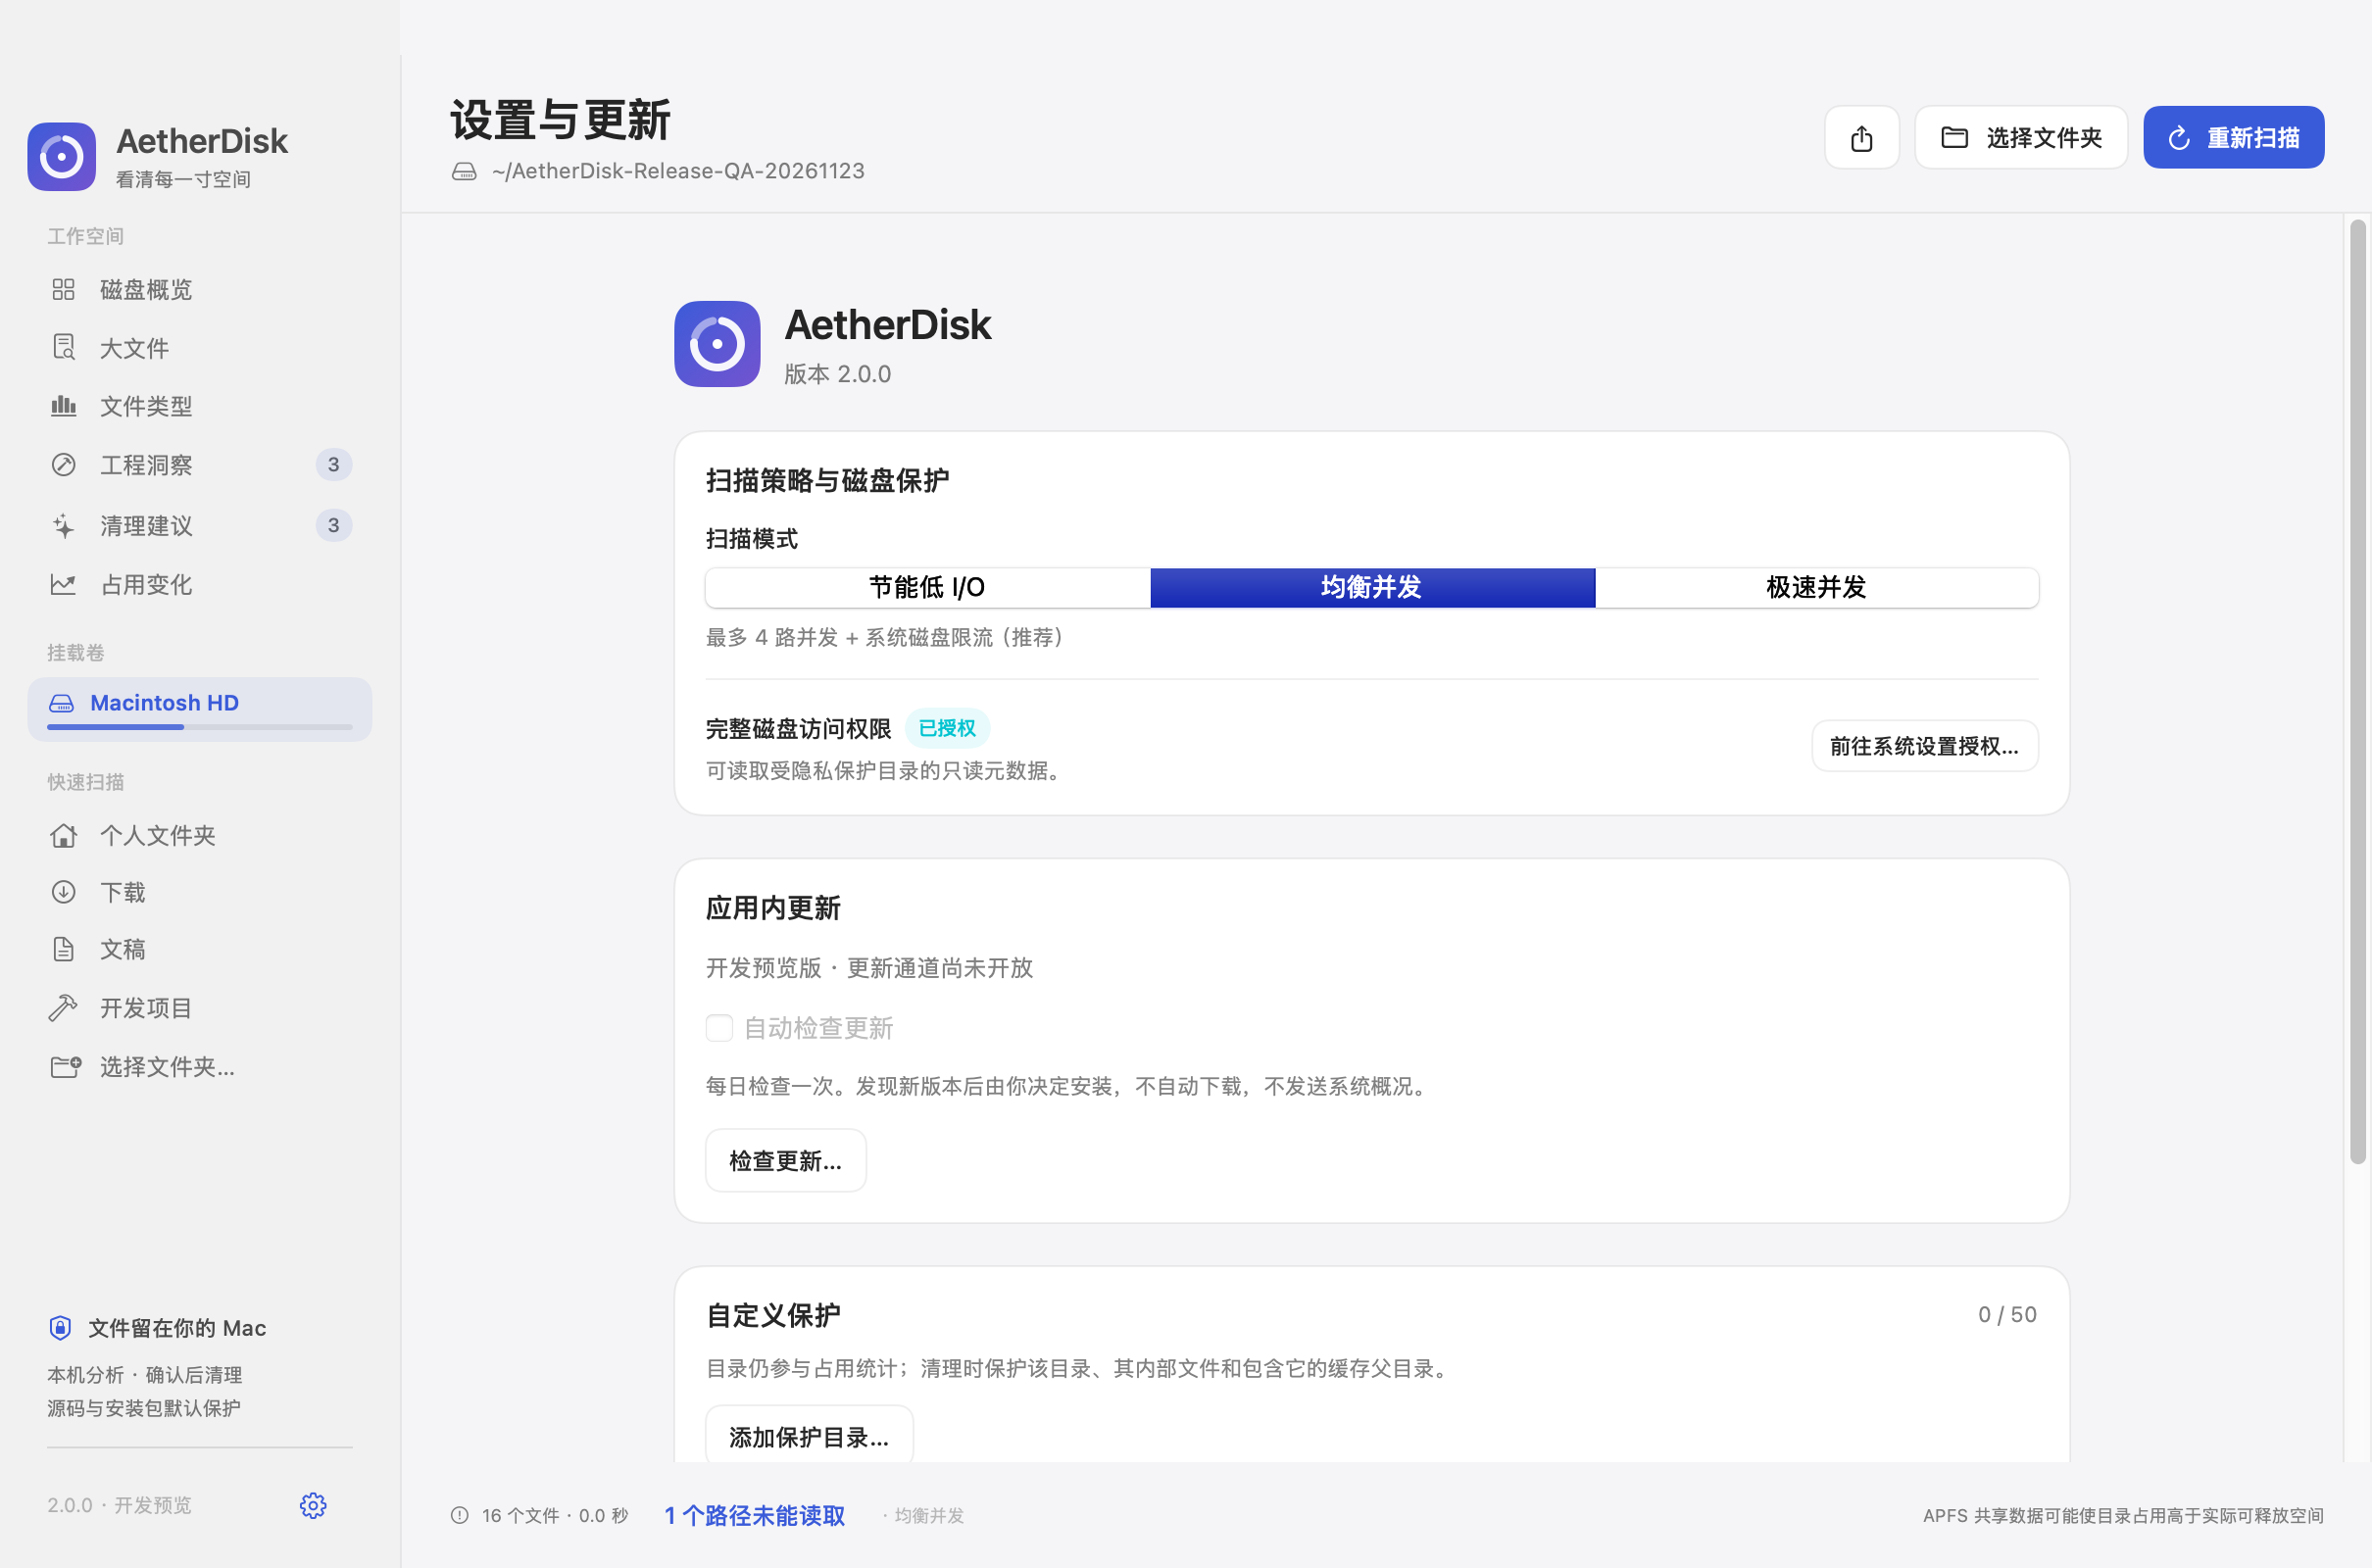 AetherDisk
看清每一寸空间
工作空间
磁盘概览
大文件
文件类型
工程洞察 3
清理建议 3
占用变化
挂载卷
Macintosh HD
快速扫描
个人文件夹
下载
文稿
开发项目
选择文件夹...
文件留在你的 Mac
本机分析 · 确认后清理
源码与安装包默认保护
2.0.0 · 开发预览
设置与更新
~/AetherDisk-Release-QA-20261123
选择文件夹
重新扫描
AetherDisk
版本 2.0.0
扫描策略与磁盘保护
扫描模式
节能低 I/O 均衡并发 极速并发
最多 4 路并发 + 系统磁盘限流（推荐）
完整磁盘访问权限 已授权
可读取受隐私保护目录的只读元数据。
前往系统设置授权...
应用内更新
开发预览版 · 更新通道尚未开放
自动检查更新
每日检查一次。发现新版本后由你决定安装，不自动下载，不发送系统概况。
检查更新...
自定义保护 0 / 50
目录仍参与占用统计；清理时保护该目录、其内部文件和包含它的缓存父目录。
添加保护目录...
16 个文件 · 0.0 秒 1 个路径未能读取 · 均衡并发
APFS 共享数据可能使目录占用高于实际可释放空间